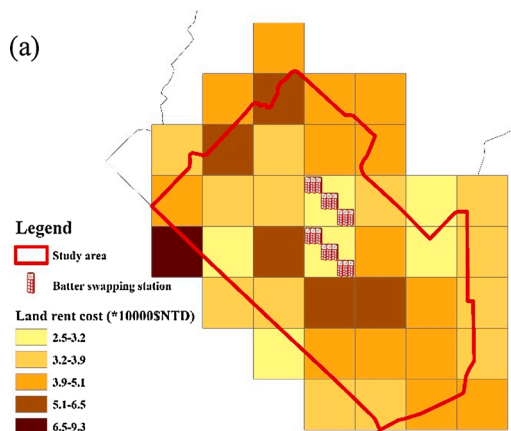 (a)
Legend
Study area
Batter swapping station
Land rent cost (*10000$NTD)
2.5-3.2
3.2-3.9
3.9-5.1
5.1-6.5
6.5-9.3